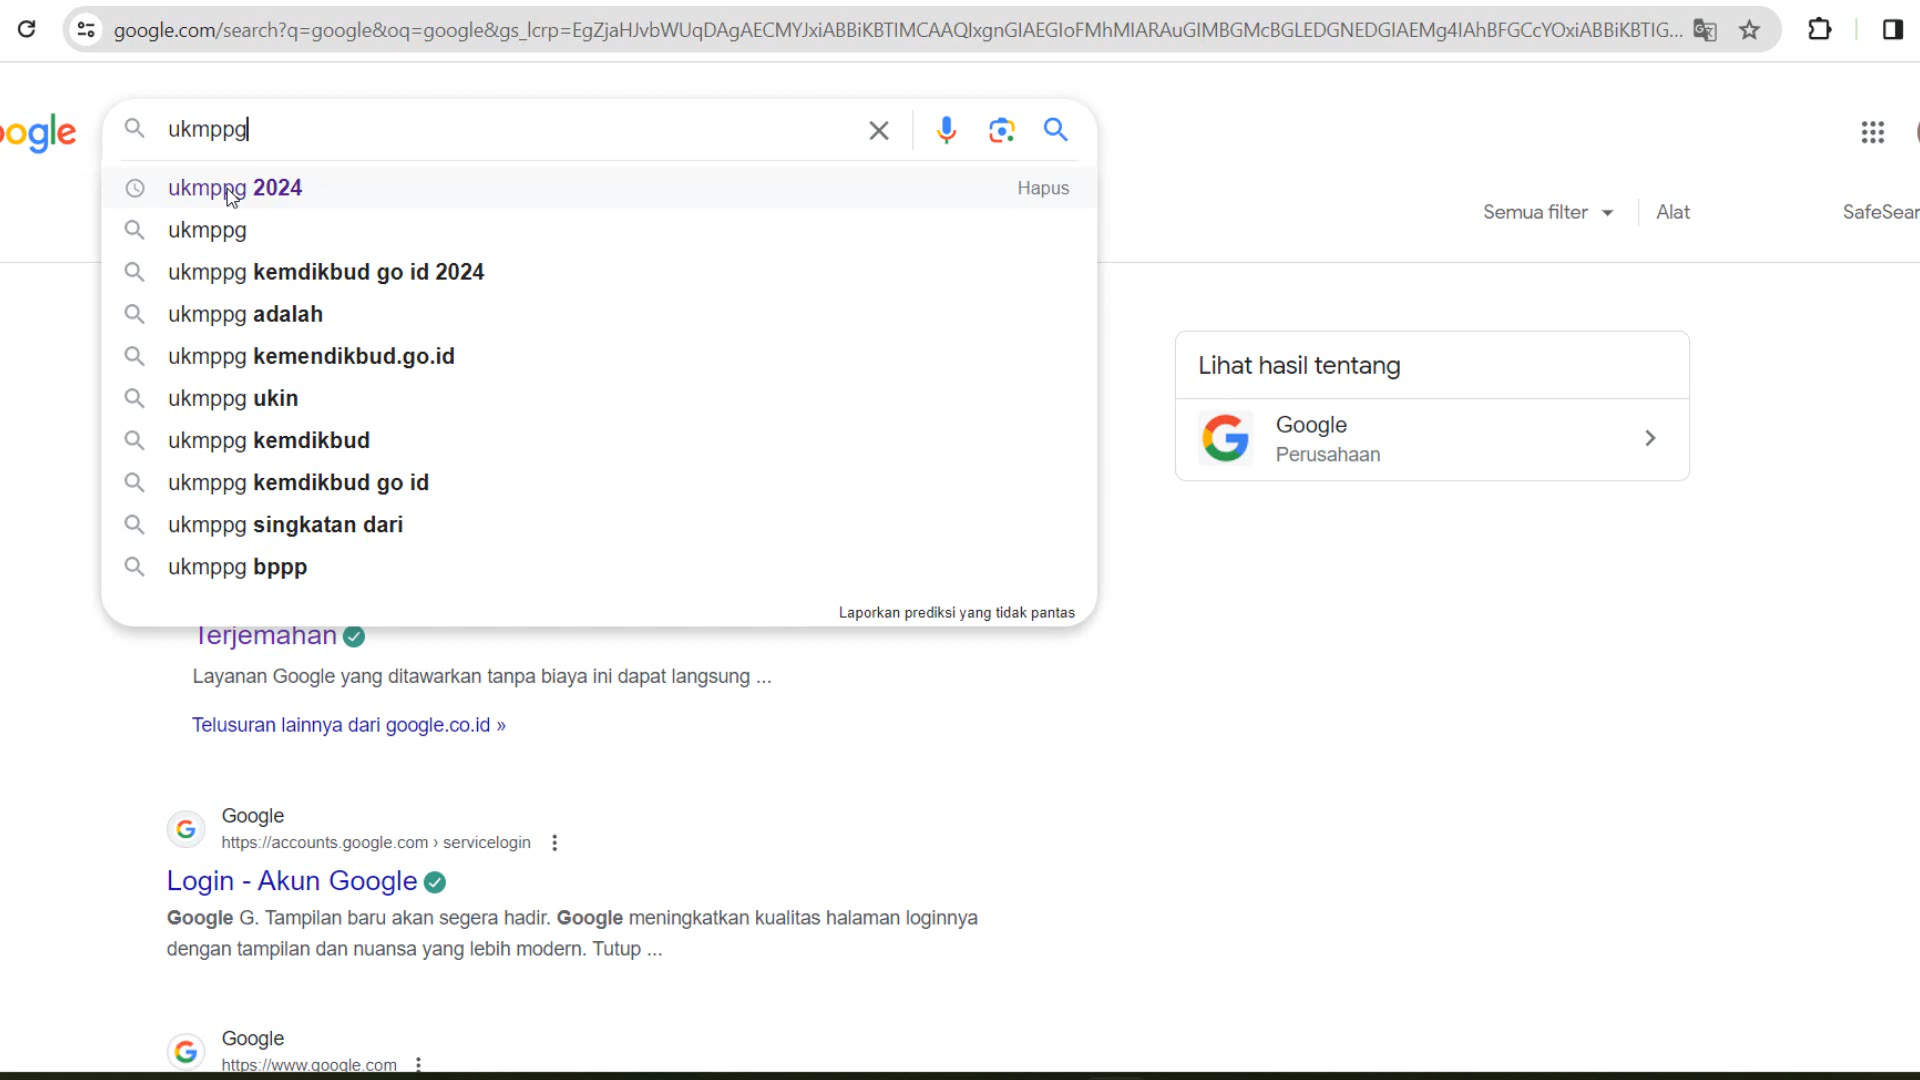 google.com/search?q=google&oq=google&gs_lcrp=EgZjaHJvbWUqDAgAECMYJxiABBiKBTIMCAAQIxgnGIAEGIoFMhMIARAuGIMBGMcBGLEDGNEDGIAEMg4IAhBFGCcYOxiABBiKBTIG...
ogle
ukmppg
ukmppg 2024
Hapus
ukmppg
ukmppg kemdikbud go id 2024
ukmppg adalah
ukmppg kemendikbud.go.id
ukmppg ukin
ukmppg kemdikbud
ukmppg kemdikbud go id
ukmppg singkatan dari
ukmppg bppp
Laporkan prediksi yang tidak pantas
Semua filter
Alat
SafeSear
Lihat hasil tentang
Google
Perusahaan
Terjemahan
Layanan Google yang ditawarkan tanpa biaya ini dapat langsung ...
Telusuran lainnya dari google.co.id »
Google
https://accounts.google.com › servicelogin
Login - Akun Google
Google G. Tampilan baru akan segera hadir. Google meningkatkan kualitas halaman loginnya
dengan tampilan dan nuansa yang lebih modern. Tutup ...
Google
https://www.google.com